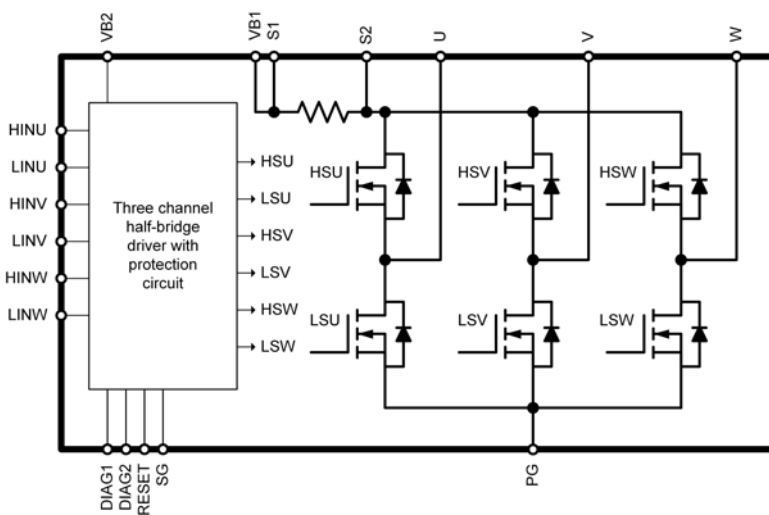 VB2
VB1
S1
S2
U
V
W
HINU
LINU
HINV
LINV
HINW
LINW
Three channel
half-bridge
driver with
protection
circuit
HSU
LSU
HSV
LSV
HSW
LSW
HSU
HSV
HSW
LSU
LSV
LSW
DIAG1
DIAG2
RESET
SG
PG